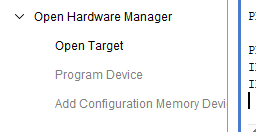 Open Hardware Manager
Open Target
Program Device
Add Configuration Memory Devi